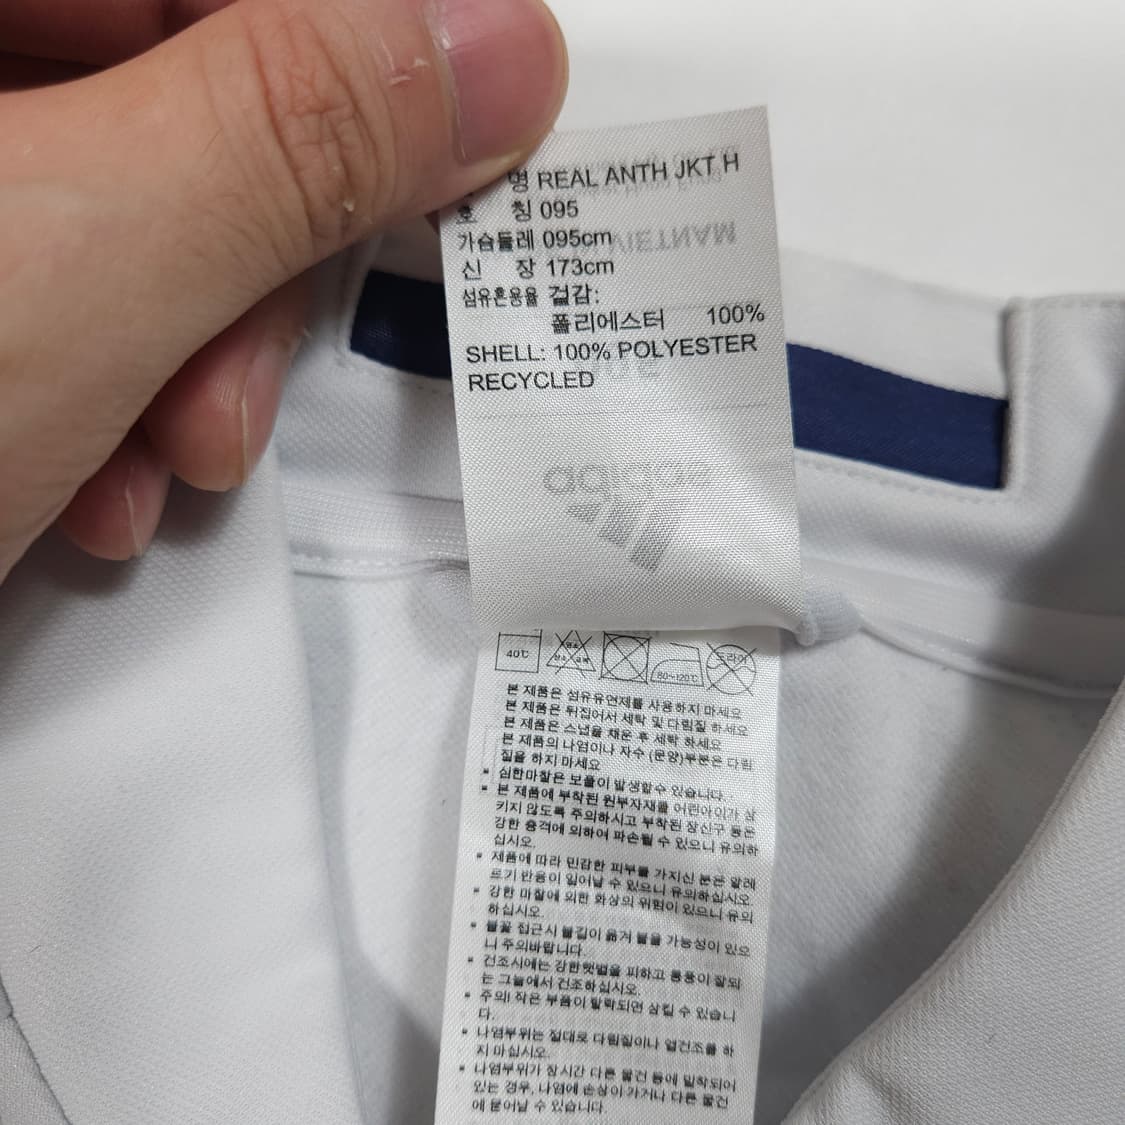 명 REAL ANTH JKT H
호 칭 095
가슴둘레 095cm
신 장 173cm
섬유혼용율 겉감:
폴리에스터 100%
SHELL: 100% POLYESTER
RECYCLED
adidas
VIETNAM
40℃
80~120℃
드라이
본 제품은 섬유유연제를 사용하지 마세요
본 제품은 뒤집어서 세탁 및 다림질 하세요
본 제품은 스냅을 채운 후 세탁 하세요
본 제품의 나염이나 자수 (문양)부분은 다림
질을 하지 마세요
* 심한마찰은 보풀이 발생할수 있습니다.
* 본 제품에 부착된 원부자재를 어린아이가 삼
키지 않도록 주의하시고 부착된 장신구 등은
강한 충격에 의하여 파손될 수 있으니 유의하
십시오.
* 제품에 따라 민감한 피부를 가지신 분은 알레
르기 반응이 일어날 수 있으니 유의하십시오
* 강한 마찰에 의한 화상의 위험이 있으니 유의
하십시오.
* 불꽃 접근시 불길이 옮겨 붙을 가능성이 있으
니 주의바랍니다.
* 건조시에는 강한햇볕을 피하고 통풍이 잘되
는 그늘에서 건조하십시오.
* 주의! 작은 부품이 탈락되면 삼킬 수 있습니
다.
* 나염부위는 절대로 다림질이나 열건조를 하
지 마십시오.
* 나염부위가 장시간 다른 물건 등에 밀착되어
있는 경우, 나염에 손상이 가거나 다른 물건
에 묻어날 수 있습니다.